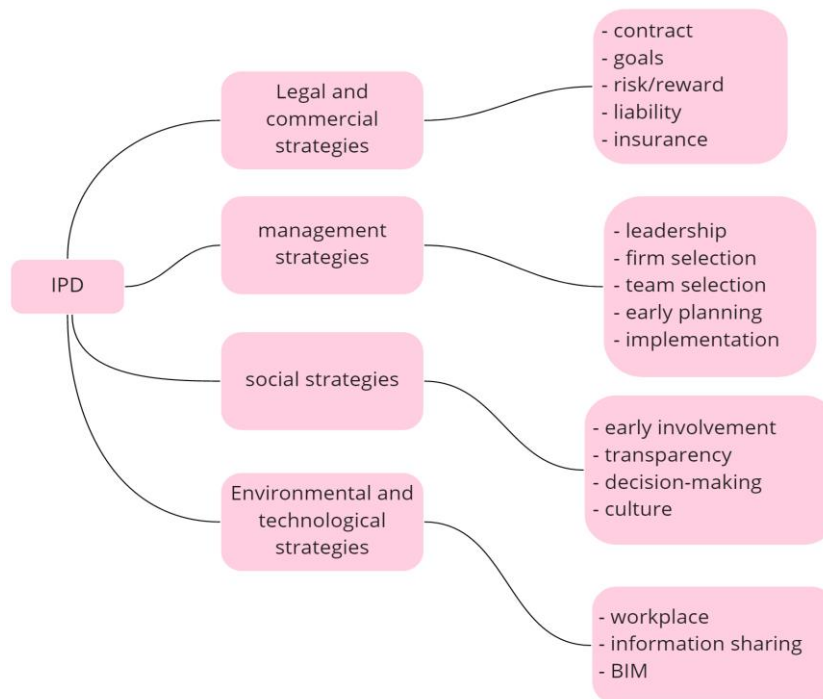 IPD
Legal and
commercial
strategies
- contract
- goals
- risk/reward
- liability
- insurance
management
strategies
- leadership
- firm selection
- team selection
- early planning
- implementation
social strategies
- early involvement
- transparency
- decision-making
- culture
Environmental and
technological
strategies
- workplace
- information sharing
- BIM